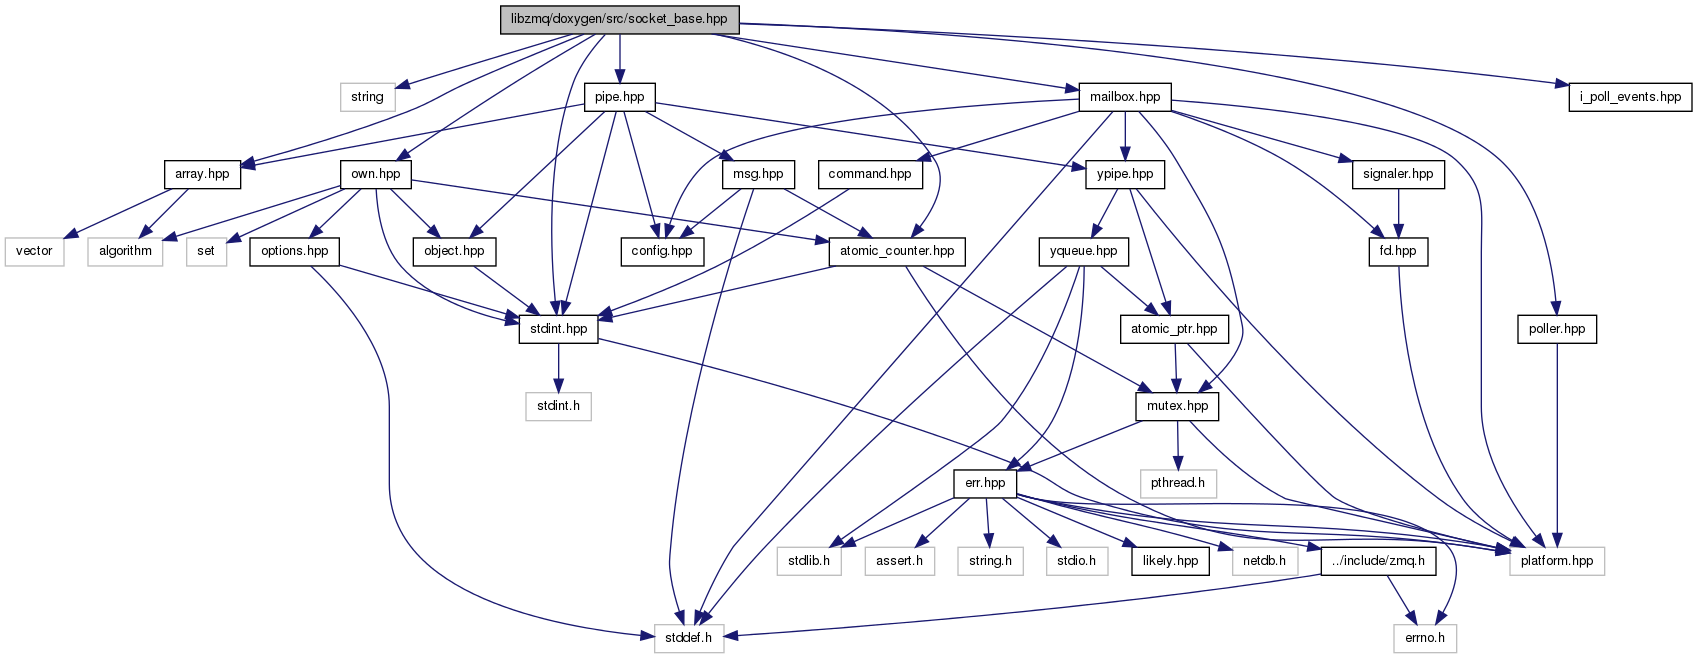 libzmq/doxygen/src/socket_base.hpp
string
pipe.hpp
mailbox.hpp
i_poll_events.hpp
array.hpp
own.hpp
msg.hpp
command.hpp
ypipe.hpp
signaler.hpp
vector
algorithm
set
options.hpp
object.hpp
config.hpp
atomic_counter.hpp
yqueue.hpp
fd.hpp
stdint.hpp
atomic_ptr.hpp
poller.hpp
stdint.h
mutex.hpp
err.hpp
pthread.h
stdlib.h
assert.h
string.h
stdio.h
likely.hpp
netdb.h
../include/zmq.h
platform.hpp
stddef.h
errno.h